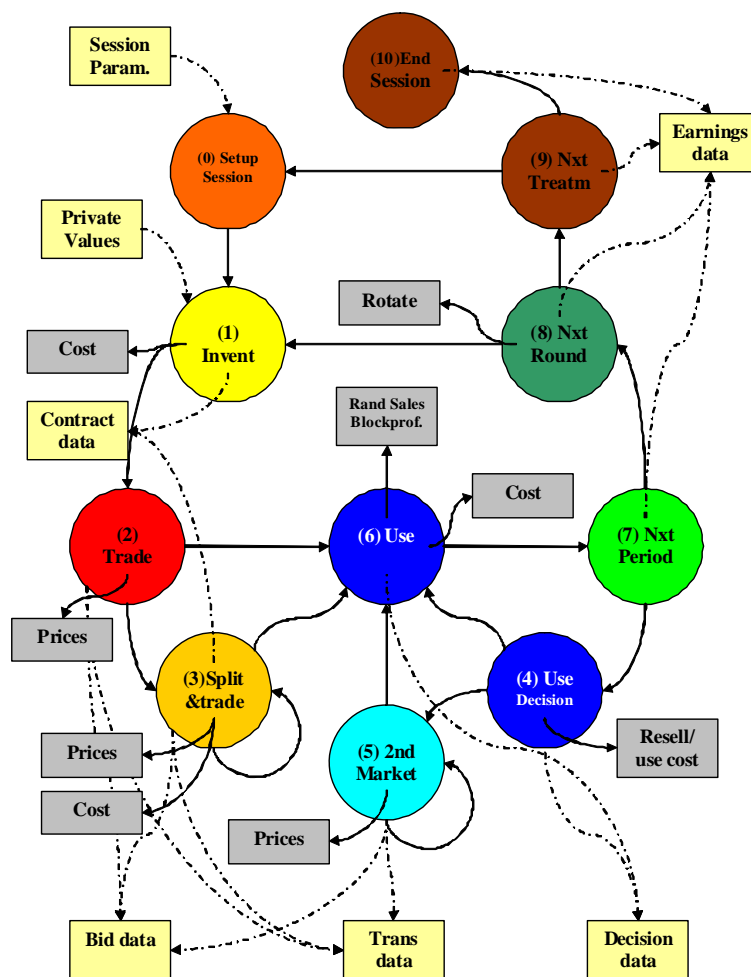 Session
Param.
(10)End
Session
Earnings
data
(0) Setup
Session
(9) Nxt
Treatm
Private
Values
Rotate
(1)
Invent
(8) Nxt
Round
Cost
Rand Sales
Blockprof.
Contract
data
Cost
(2)
Trade
(6) Use
(7) Nxt
Period
Prices
(3)Split
&trade
(4) Use
Decision
Prices
(5) 2nd
Market
Resell/
use cost
Cost
Prices
Bid data
Trans
data
Decision
data